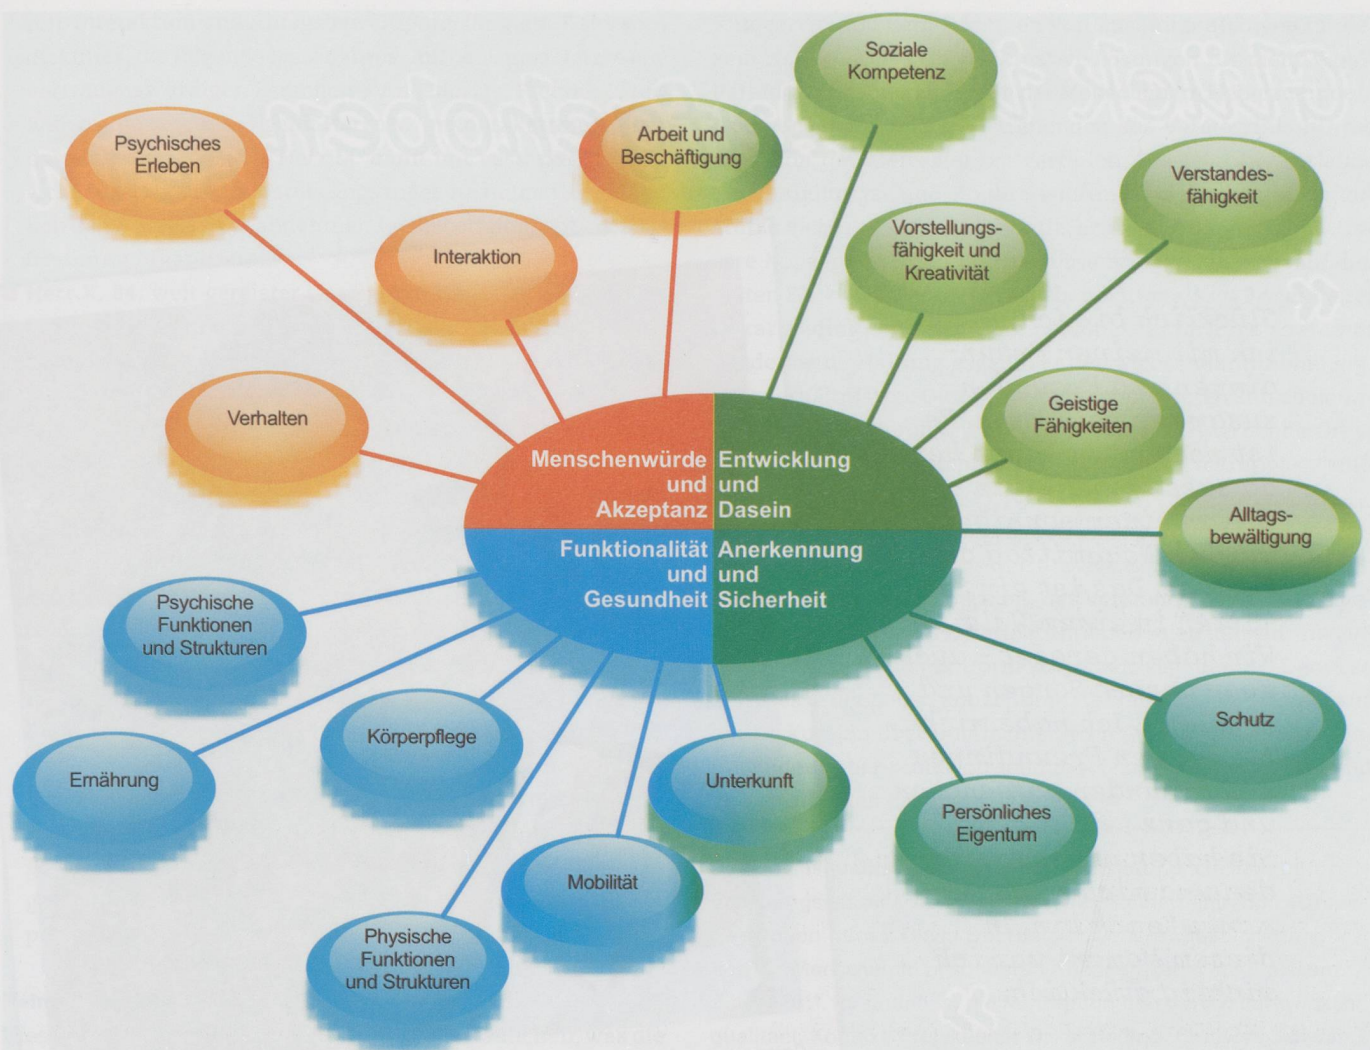 Soziale
Kompetenz
Psychisches
Erleben
Arbeit und
Beschäftigung
Verstandes-
fähigkeit
Interaktion
Vorstellungs-
fähigkeit und
Kreativität
Verhalten
Geistige
Fähigkeiten
Menschenwürde
und
Akzeptanz
Entwicklung
und
Dasein
Alltags-
bewältigung
Funktionalität
und
Gesundheit
Anerkennung
und
Sicherheit
Psychische
Funktionen
und Strukturen
Schutz
Körperpflege
Ernährung
Unterkunft
Persönliches
Eigentum
Mobilität
Physische
Funktionen
und Strukturen